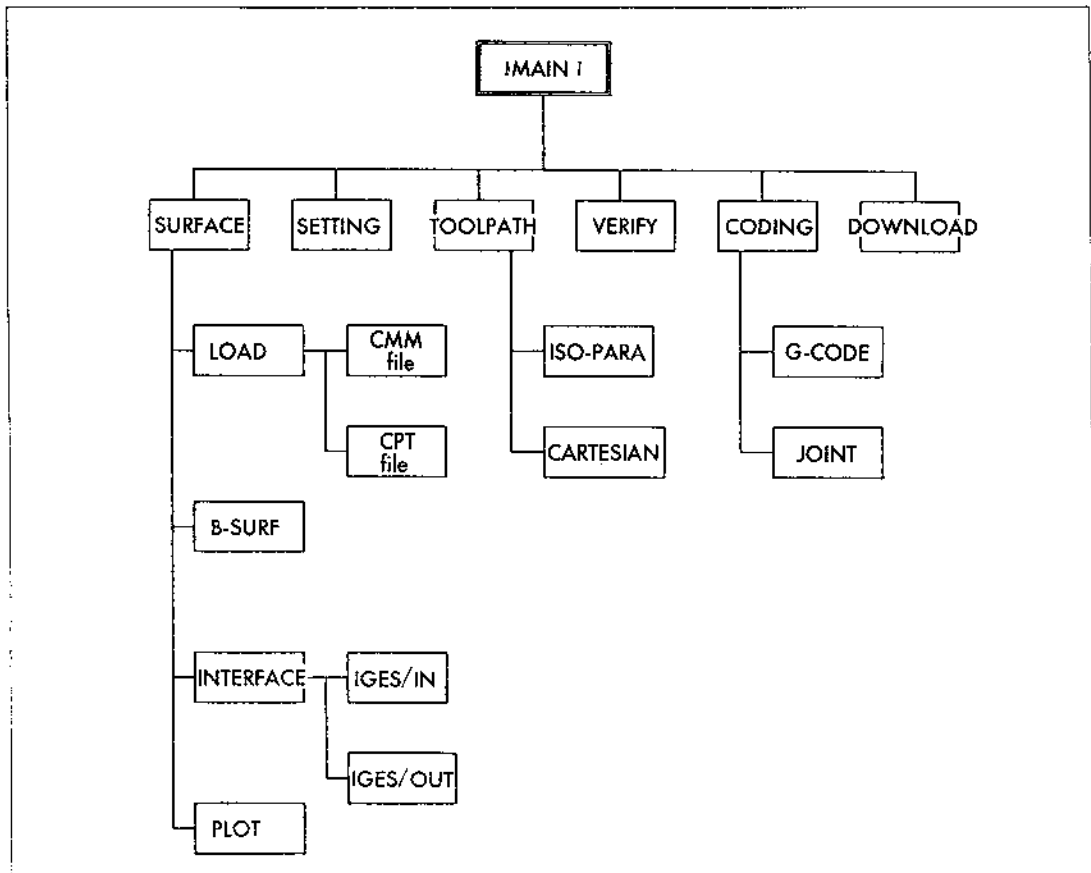 IMAIN I
SURFACE
SETTING
TOOLPATH
VERIFY
CODING
DOWNLOAD
LOAD
CMM
file
ISO-PARA
G-CODE
CPT
file
CARTESIAN
JOINT
B-SURF
INTERFACE
IGES/IN
IGES/OUT
PLOT